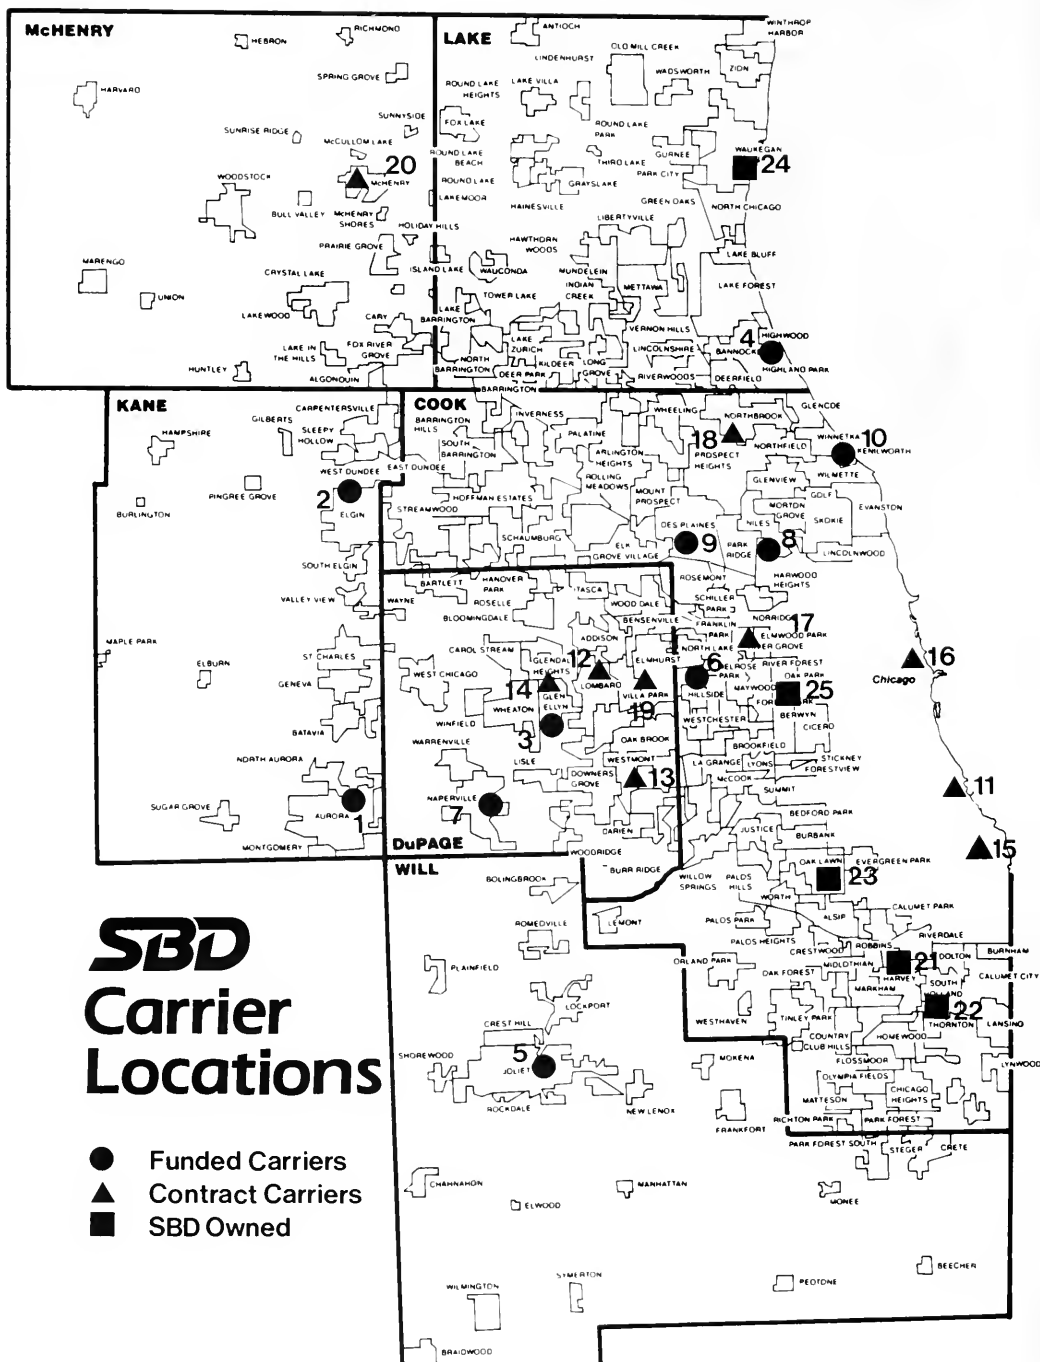 McHENRY
RICHMOND
HEBRON
SPRING GROVE
HARVARD
SUNNYSIDE
SUNRISE RIDGE
McCULLOM LAKE
20
McHENRY
WOODSTOCK
BULL VALLEY
McHENRY
SHORES
HOLIDAY HILLS
PRAIRIE GROVE
MARENGO
UNION
CRYSTAL LAKE
LAKEWOOD
CARY
LAKE IN
THE HILLS
FOX RIVER
GROVE
HUNTLEY
ALGONQUIN
LAKE
ANTIOCH
WINTHROP
HARBOR
OLD MILL CREEK
LINDENHURST
WADSWORTH
ZION
ROUND LAKE
HEIGHTS
LAKE VILLA
FOX LAKE
ROUND LAKE
PARK
ROUND LAKE
BEACH
THIRD LAKE
GURNEE
WAUKEGAN
24
PARK CITY
ROUND LAKE
GRAYSLAKE
LAKEMOOR
HAINESVILLE
GREEN OAKS
NORTH CHICAGO
LIBERTYVILLE
HAWTHORN
WOODS
LAKE BLUFF
ISLAND LAKE
WAUCONDA
MUNDELEIN
INDIAN
CREEK
METTAWA
LAKE FOREST
TOWER LAKE
LAKE
BARRINGTON
LAKE
ZURICH
VERNON HILLS
LINCOLNSHIRE
4
HIGHWOOD
BANNOCK
HIGHLAND PARK
NORTH
BARRINGTON
KILDEER
DEER PARK
LONG
GROVE
RIVERWOODS
DEERFIELD
BARRINGTON
KANE
CARPENTERSVILLE
GILBERTS
SLEEPY
HOLLOW
HAMPSHIRE
WEST DUNDEE
EAST DUNDEE
PINGREE GROVE
BURLINGTON
2
ELGIN
SOUTH ELGIN
VALLEY VIEW
WAYNE
MAPLE PARK
ELBURN
ST CHARLES
GENEVA
BATAVIA
NORTH AURORA
SUGAR GROVE
AURORA
1
MONTGOMERY
COOK
BARRINGTON
HILLS
INVERNESS
WHEELING
NORTHBROOK
GLENCOE
PALATINE
SOUTH
BARRINGTON
18
PROSPECT
HEIGHTS
NORTHFIELD
WINNETKA
10
KENILWORTH
ARLINGTON
HEIGHTS
ROLLING
MEADOWS
GLENVIEW
WILMETTE
HOFFMAN ESTATES
MOUNT
PROSPECT
GOLF
MORTON
GROVE
EVANSTON
STREAMWOOD
SKOKIE
DES PLAINES
NILES
SCHAUMBURG
ELK
GROVE VILLAGE
9
PARK
RIDGE
8
LINCOLNWOOD
ROSEMONT
HARWOOD
HEIGHTS
BARTLETT
HANOVER
PARK
ITASCA
SCHILLER
PARK
ROSELLE
WOOD DALE
BLOOMINGDALE
BENSENVILLE
FRANKLIN
PARK
NORRIDGE
17
ELMWOOD PARK
RIVER GROVE
ADDISON
NORTH LAKE
CAROL STREAM
GLENDALE
HEIGHTS
12
ELMHURST
6
MELROSE
PARK
RIVER FOREST
OAK PARK
16
Chicago
WEST CHICAGO
14
GLEN
ELLYN
LOMBARD
VILLA PARK
19
HILLSIDE
MAYWOOD
25
FOREST PARK
BERWYN
CICERO
WHEATON
WINFIELD
3
WESTCHESTER
OAK BROOK
WARRENVILLE
BROOKFIELD
STICKNEY
FORESTVIEW
LISLE
WESTMONT
LA GRANGE
LYONS
DOWNERS
GROVE
13
McCOOK
SUMMIT
11
NAPERVILLE
7
BEDFORD PARK
DARIEN
JUSTICE
BURBANK
DuPAGE
WOODRIDGE
OAK LAWN
EVERGREEN PARK
15
WILL
BURR RIDGE
WILLOW
SPRINGS
PALOS
HILLS
23
BOLINGBROOK
WORTH
LEMONT
PALOS PARK
ALSIP
CALUMET PARK
ROMEOVILLE
PALOS HEIGHTS
RIVERDALE
CRESTWOOD
ROBBINS
BURNHAM
PLAINFIELD
ORLAND PARK
MIDLOTHIAN
21
DOLTON
OAK FOREST
HARVEY
CALUMET CITY
MARKHAM
SOUTH
HOLLAND
22
LOCKPORT
WESTHAVEN
TINLEY PARK
THORNTON
LANSING
CREST HILL
COUNTRY
CLUB HILLS
HOMEWOOD
SHOREWOOD
5
JOLIET
MOKENA
FLOSSMOOR
LYNWOOD
OLYMPIA FIELDS
MATTESON
CHICAGO
HEIGHTS
ROCKDALE
NEW LENOX
FRANKFORT
RICHTON PARK
PARK FOREST
PARK FOREST SOUTH
STEGER
CRETE
CHANNAHON
ELWOOD
MANHATTAN
MONEE
BEECHER
SYMERTON
PEOTONE
WILMINGTON
BRAIDWOOD
SBD
Carrier
Locations
Funded Carriers
Contract Carriers
SBD Owned